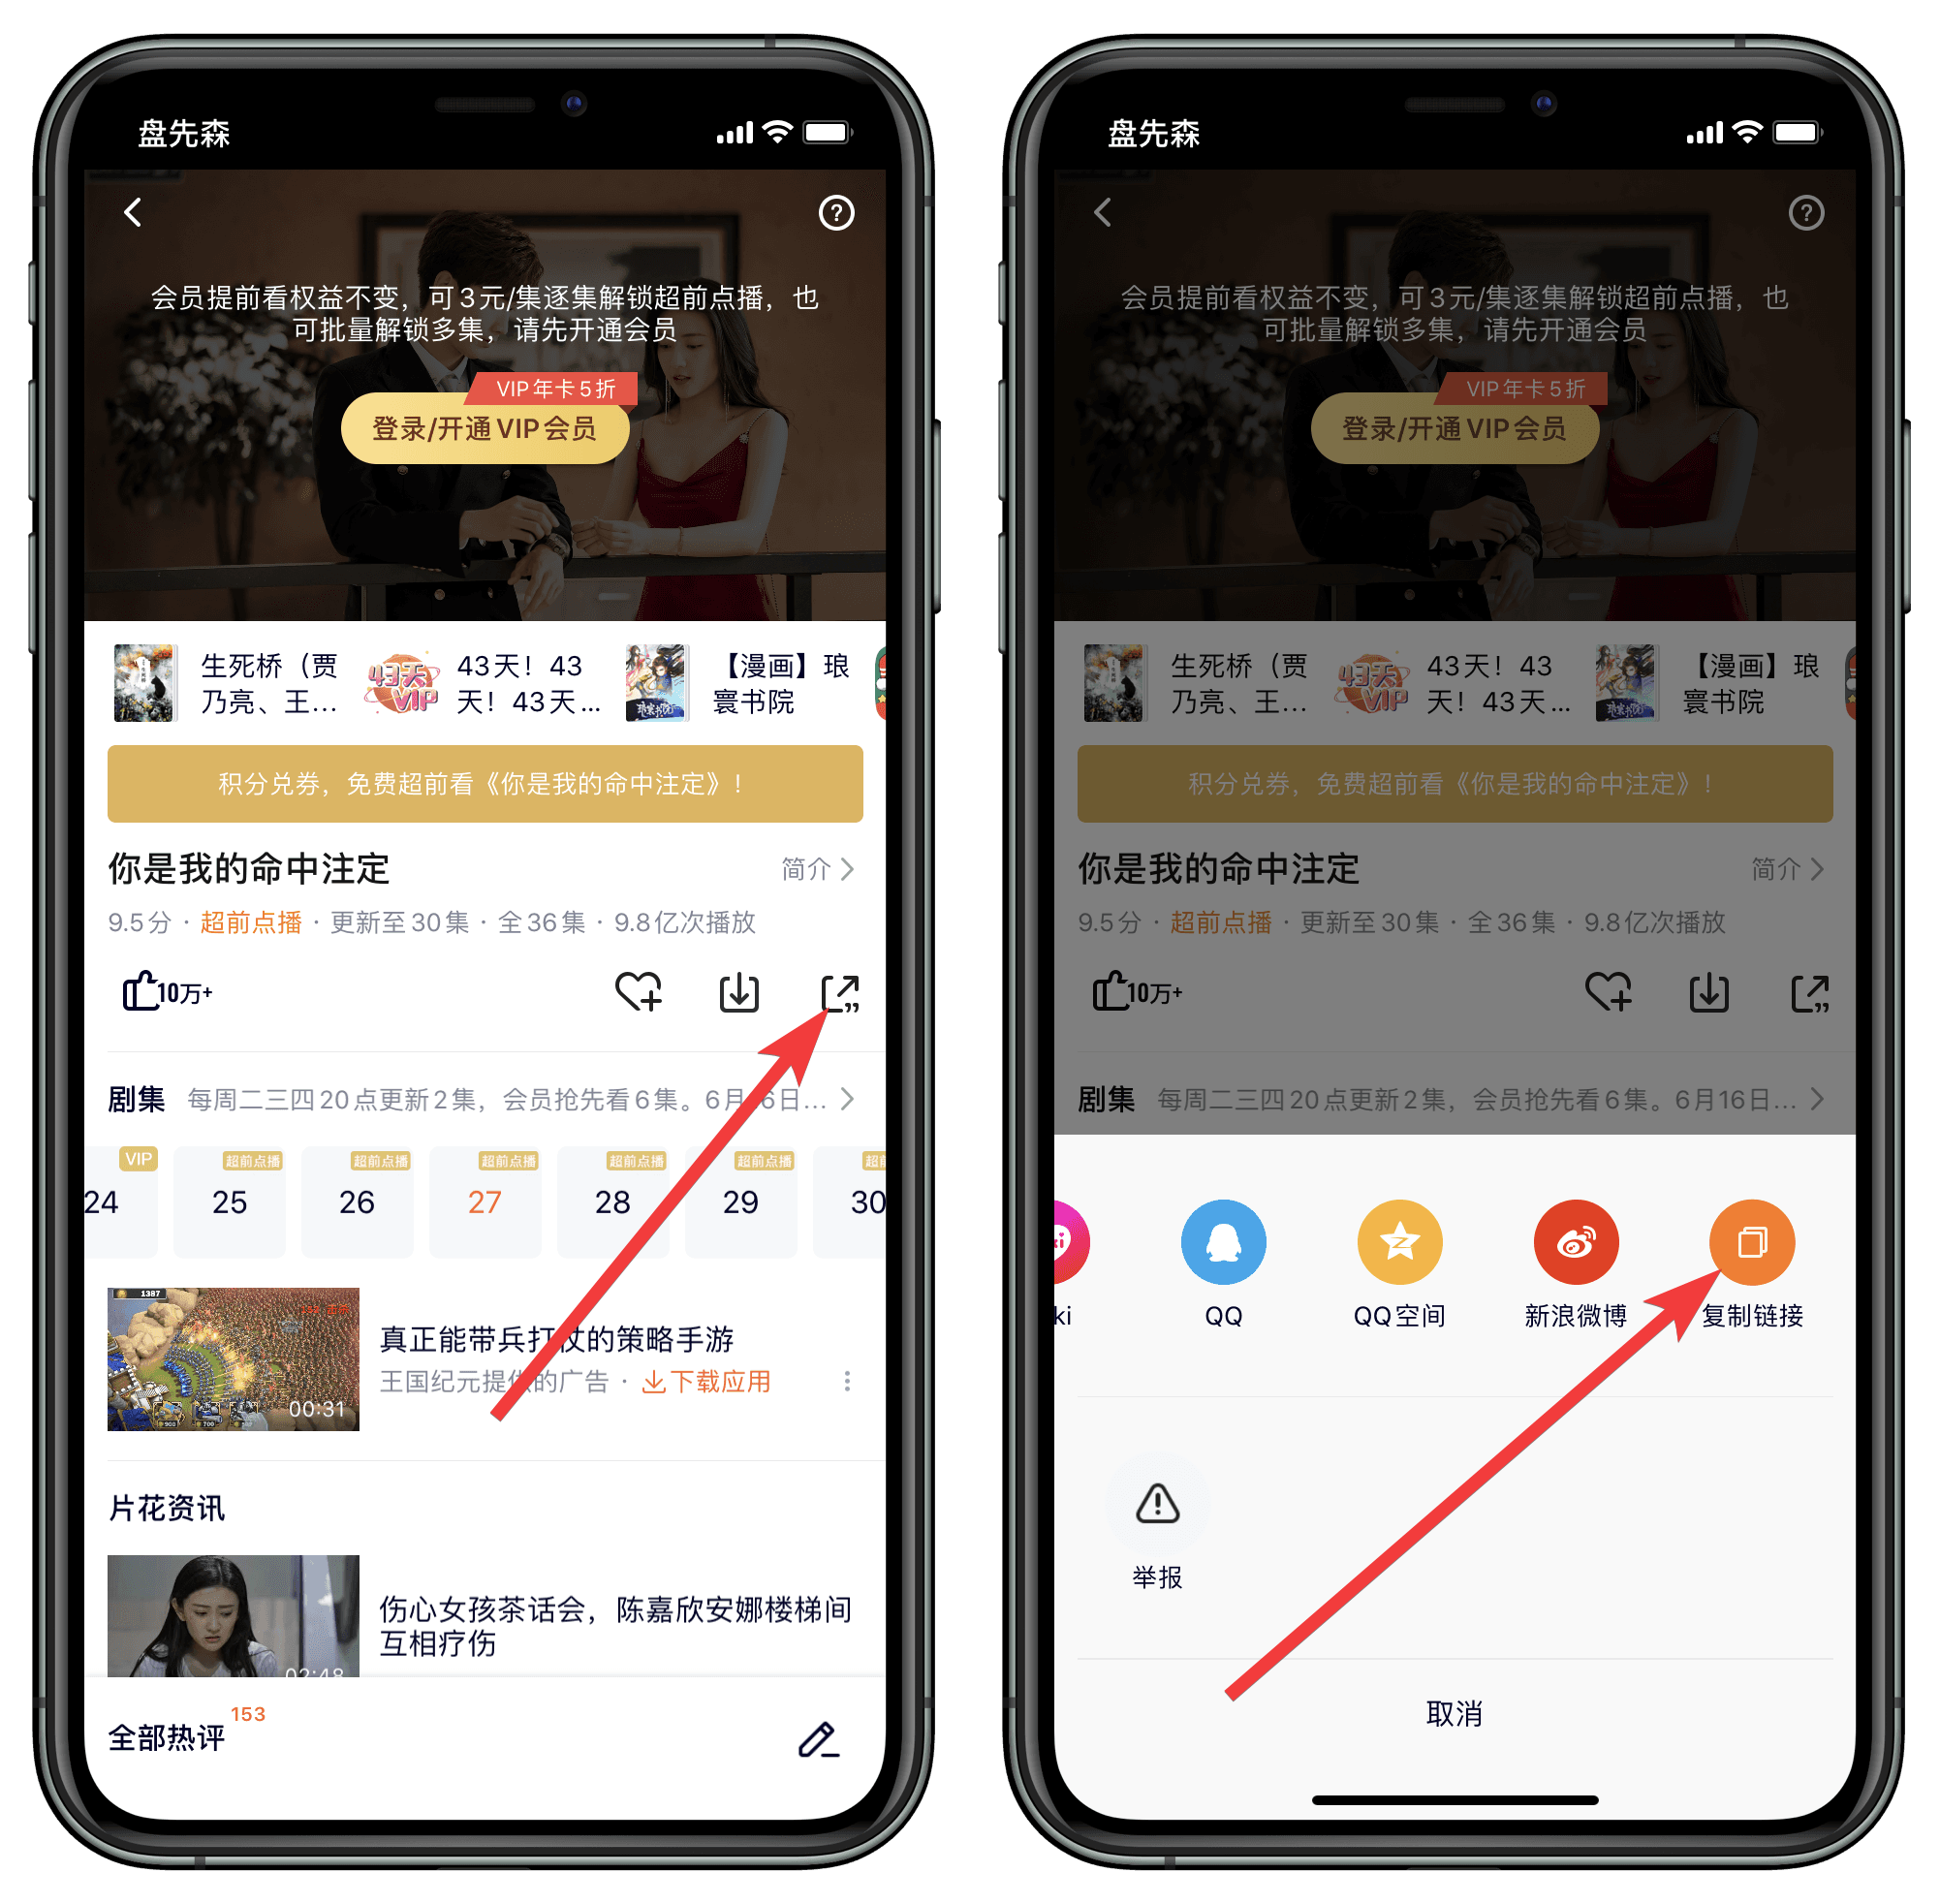 盘先森
会员提前看权益不变，可3元/集逐集解锁超前点播，也
可批量解锁多集，请先开通会员
VIP年卡5折
登录/开通VIP会员
生死桥（贾
乃亮、王...
43天
VIP
43天！43
天！43天...
【漫画】琅
寰书院
积分兑券，免费超前看《你是我的命中注定》！
你是我的命中注定
简介
9.5分 · 超前点播 · 更新至30集 · 全36集 · 9.8亿次播放
10万+
剧集
每周二三四20点更新2集，会员抢先看6集。6月16日...
VIP
24
超前点播
25
超前点播
26
超前点播
27
超前点播
28
超前点播
29
超前
30
1387
00:31
真正能带兵打仗的策略手游
王国纪元提供的广告 · 下载应用
片花资讯
02:48
伤心女孩茶话会，陈嘉欣安娜楼梯间
互相疗伤
全部热评
153
盘先森
会员提前看权益不变，可3元/集逐集解锁超前点播，也
可批量解锁多集，请先开通会员
VIP年卡5折
登录/开通VIP会员
生死桥（贾
乃亮、王...
43天
VIP
43天！43
天！43天...
【漫画】琅
寰书院
积分兑券，免费超前看《你是我的命中注定》！
你是我的命中注定
简介
9.5分 · 超前点播 · 更新至30集 · 全36集 · 9.8亿次播放
10万+
剧集
每周二三四20点更新2集，会员抢先看6集。6月16日...
ki
QQ
QQ空间
新浪微博
复制链接
举报
取消